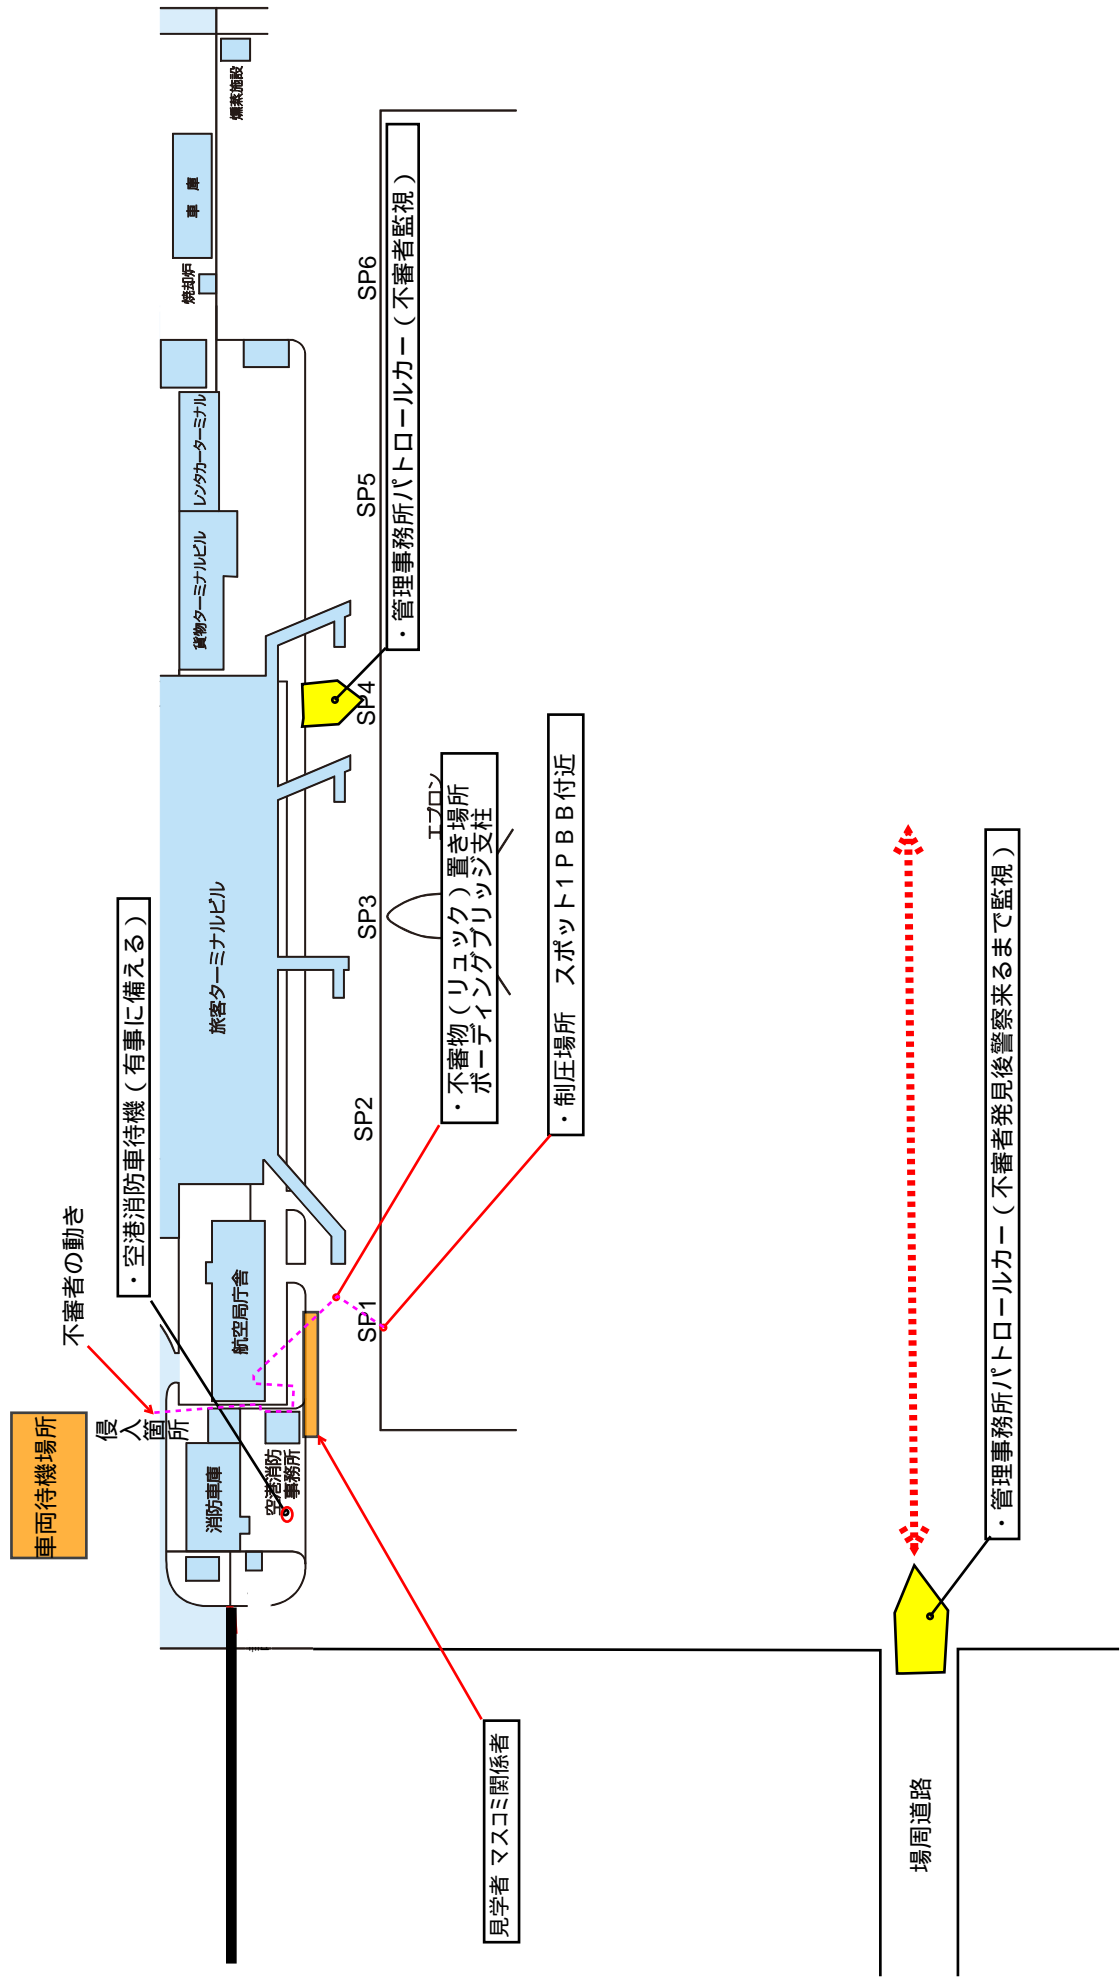 車両待機場所
不審者の動き
侵入箇所
・空港消防車待機（有事に備える）
消防車庫
空港消防
事務所
航空局庁舎
旅客ターミナルビル
貨物ターミナルビル
レンタカーターミナル
焼却炉
車　庫
燻蒸施設
SP1
SP2
SP3
SP4
SP5
SP6
・管理事務所パトロールカー（不審者監視）
エプロン
・不審物（リュック）置き場所
ボーディングブリッジ支柱
・制圧場所　スポット1ＰＢＢ付近
見学者 マスコミ関係者
場周道路
・管理事務所パトロールカー（不審者発見後警察来るまで監視）